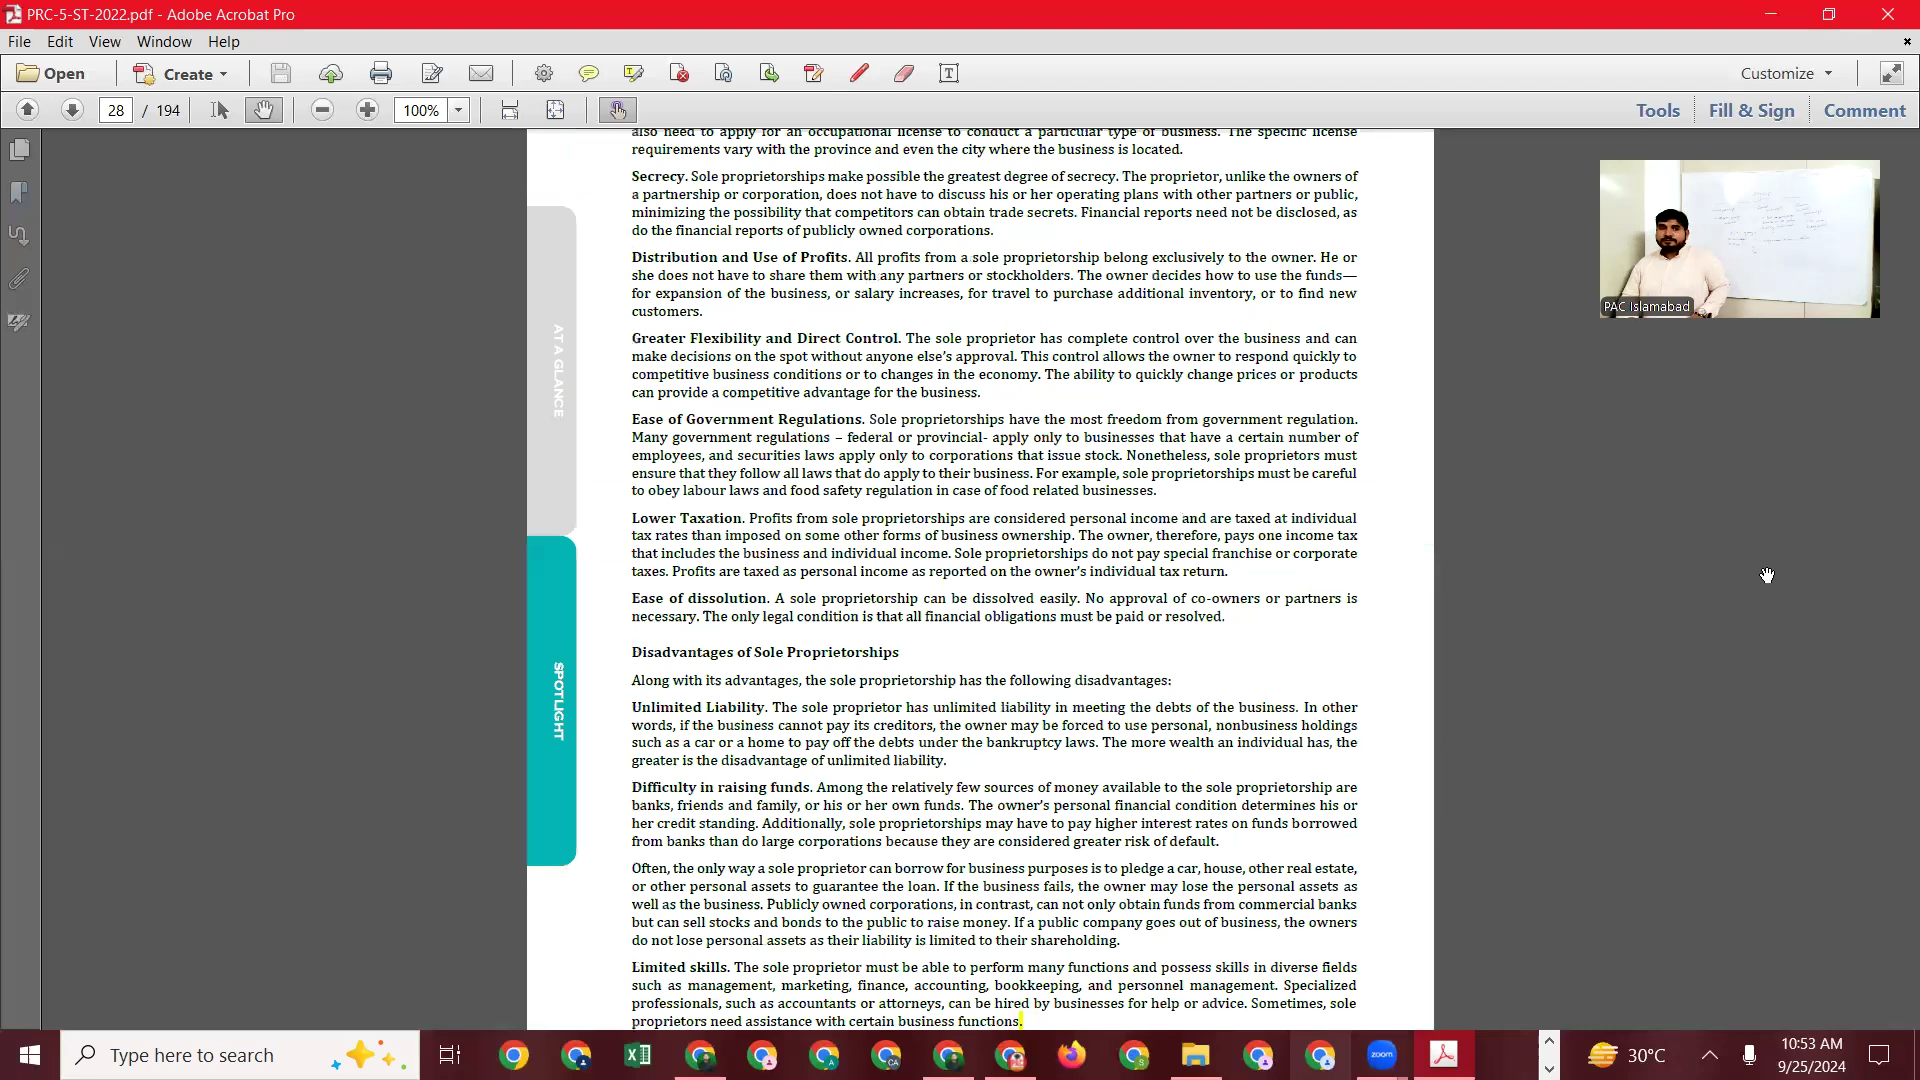 PRC-5-ST-2022.pdf - Adobe Acrobat Pro
File Edit View Window Help
Open Create Customize
28 / 194 100% Tools Fill & Sign Comment
also need to apply for an occupational license to conduct a particular type of business. The specific license
requirements vary with the province and even the city where the business is located.
Secrecy. Sole proprietorships make possible the greatest degree of secrecy. The proprietor, unlike the owners of
a partnership or corporation, does not have to discuss his or her operating plans with other partners or public,
minimizing the possibility that competitors can obtain trade secrets. Financial reports need not be disclosed, as
do the financial reports of publicly owned corporations.
Distribution and Use of Profits. All profits from a sole proprietorship belong exclusively to the owner. He or
she does not have to share them with any partners or stockholders. The owner decides how to use the funds—
for expansion of the business, or salary increases, for travel to purchase additional inventory, or to find new
customers.
Greater Flexibility and Direct Control. The sole proprietor has complete control over the business and can
make decisions on the spot without anyone else's approval. This control allows the owner to respond quickly to
competitive business conditions or to changes in the economy. The ability to quickly change prices or products
can provide a competitive advantage for the business.
Ease of Government Regulations. Sole proprietorships have the most freedom from government regulation.
Many government regulations – federal or provincial- apply only to businesses that have a certain number of
employees, and securities laws apply only to corporations that issue stock. Nonetheless, sole proprietors must
ensure that they follow all laws that do apply to their business. For example, sole proprietorships must be careful
to obey labour laws and food safety regulation in case of food related businesses.
Lower Taxation. Profits from sole proprietorships are considered personal income and are taxed at individual
tax rates than imposed on some other forms of business ownership. The owner, therefore, pays one income tax
that includes the business and individual income. Sole proprietorships do not pay special franchise or corporate
taxes. Profits are taxed as personal income as reported on the owner's individual tax return.
Ease of dissolution. A sole proprietorship can be dissolved easily. No approval of co-owners or partners is
necessary. The only legal condition is that all financial obligations must be paid or resolved.
Disadvantages of Sole Proprietorships
Along with its advantages, the sole proprietorship has the following disadvantages:
Unlimited Liability. The sole proprietor has unlimited liability in meeting the debts of the business. In other
words, if the business cannot pay its creditors, the owner may be forced to use personal, nonbusiness holdings
such as a car or a home to pay off the debts under the bankruptcy laws. The more wealth an individual has, the
greater is the disadvantage of unlimited liability.
Difficulty in raising funds. Among the relatively few sources of money available to the sole proprietorship are
banks, friends and family, or his or her own funds. The owner's personal financial condition determines his or
her credit standing. Additionally, sole proprietorships may have to pay higher interest rates on funds borrowed
from banks than do large corporations because they are considered greater risk of default.
Often, the only way a sole proprietor can borrow for business purposes is to pledge a car, house, other real estate,
or other personal assets to guarantee the loan. If the business fails, the owner may lose the personal assets as
well as the business. Publicly owned corporations, in contrast, can not only obtain funds from commercial banks
but can sell stocks and bonds to the public to raise money. If a public company goes out of business, the owners
do not lose personal assets as their liability is limited to their shareholding.
Limited skills. The sole proprietor must be able to perform many functions and possess skills in diverse fields
such as management, marketing, finance, accounting, bookkeeping, and personnel management. Specialized
professionals, such as accountants or attorneys, can be hired by businesses for help or advice. Sometimes, sole
proprietors need assistance with certain business functions.
AT A GLANCE
SPOTLIGHT
PAC Islamabad
Type here to search
zoom
30°C
10:53 AM
9/25/2024